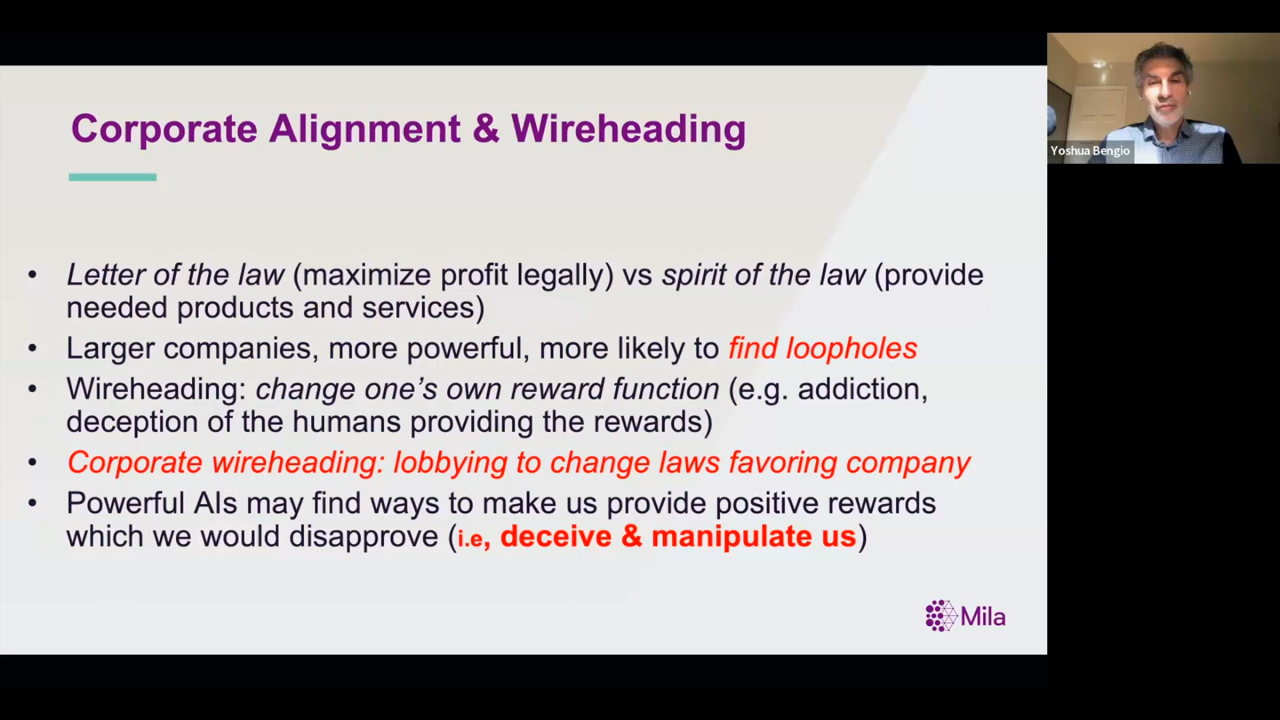 Corporate Alignment & Wireheading
• Letter of the law (maximize profit legally) vs spirit of the law (provide
needed products and services)
• Larger companies, more powerful, more likely to find loopholes
• Wireheading: change one’s own reward function (e.g. addiction,
deception of the humans providing the rewards)
• Corporate wireheading: lobbying to change laws favoring company
• Powerful AIs may find ways to make us provide positive rewards
which we would disapprove (i.e, deceive & manipulate us)
Mila
Yoshua Bengio